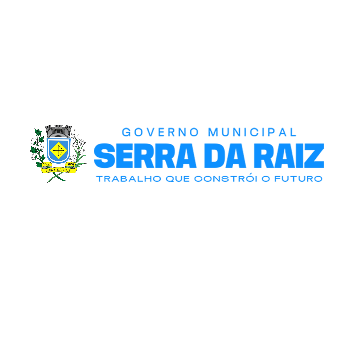 GOVERNO MUNICIPAL
SERRA DA RAIZ
TRABALHO QUE CONSTRÓI O FUTURO